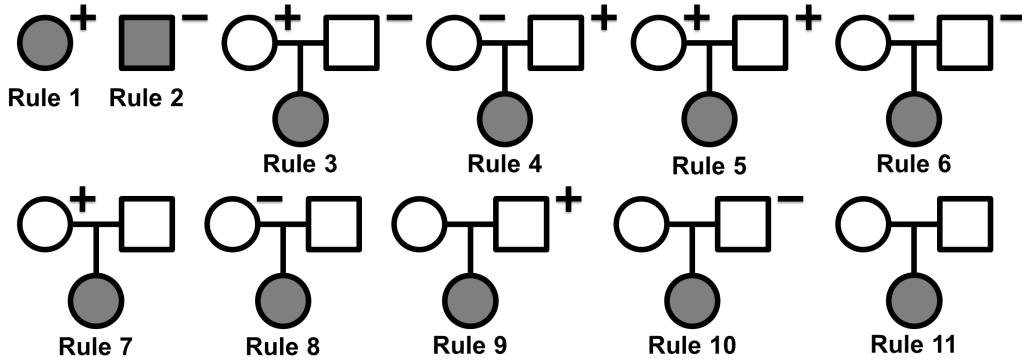 + − + − − + + + − −
Rule 1 Rule 2
Rule 3 Rule 4 Rule 5 Rule 6
+ − + −
Rule 7 Rule 8 Rule 9 Rule 10 Rule 11